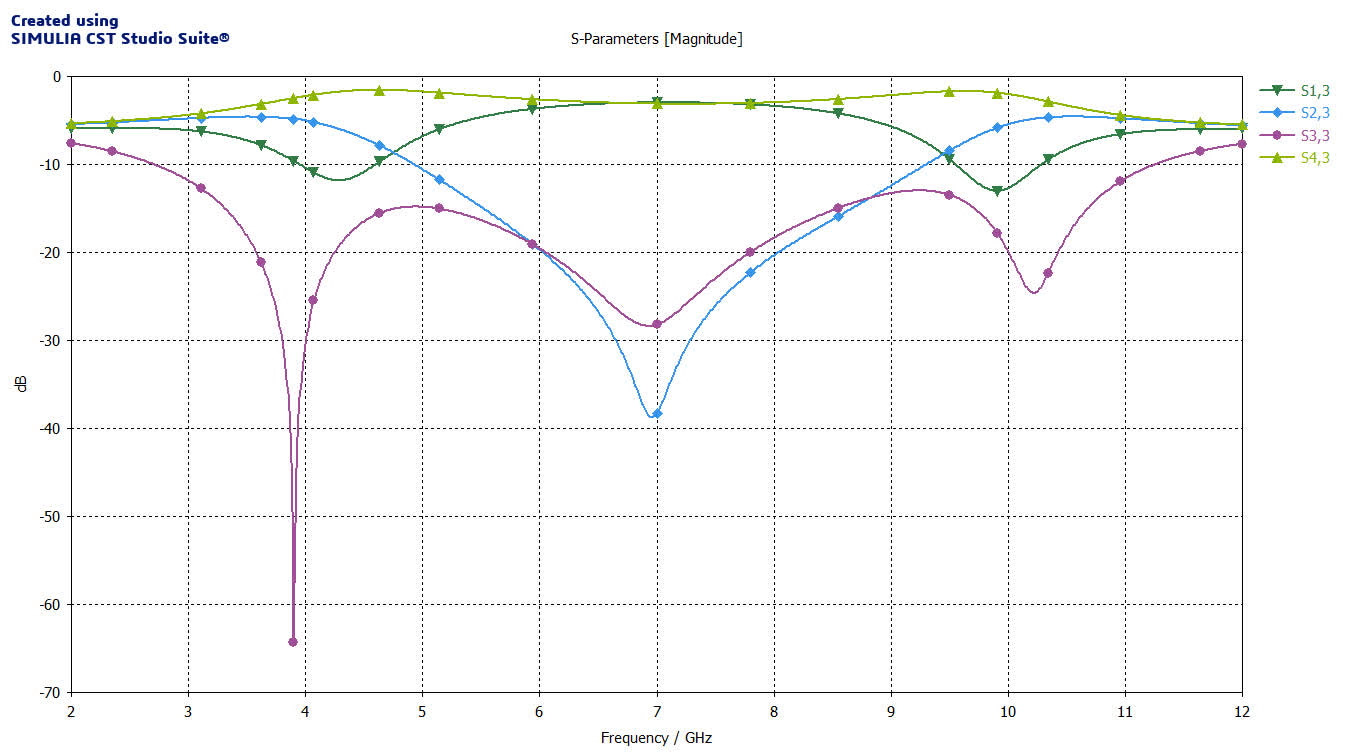 Created using
SIMULIA CST Studio Suite®
S-Parameters [Magnitude]
0
-10
-20
-30
-40
-50
-60
-70
dB
2 3 4 5 6 7 8 9 10 11 12
Frequency / GHz
S1,3
S2,3
S3,3
S4,3